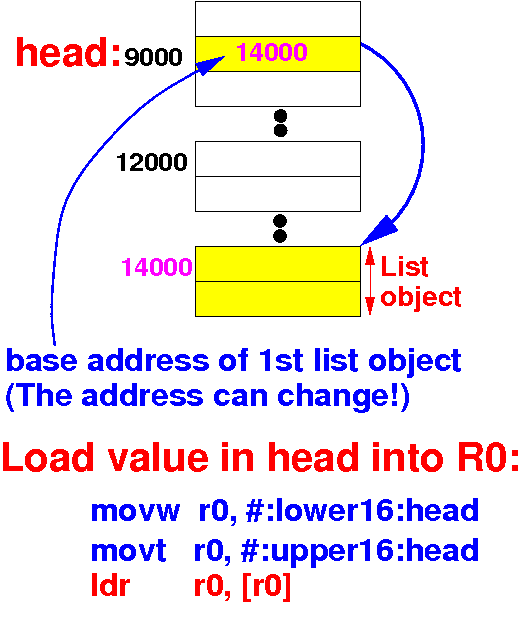 head: 9000 14000
12000
14000
List
object
base address of 1st list object
(The address can change!)
Load value in head into R0:
movw r0, #:lower16:head
movt r0, #:upper16:head
ldr r0, [r0]